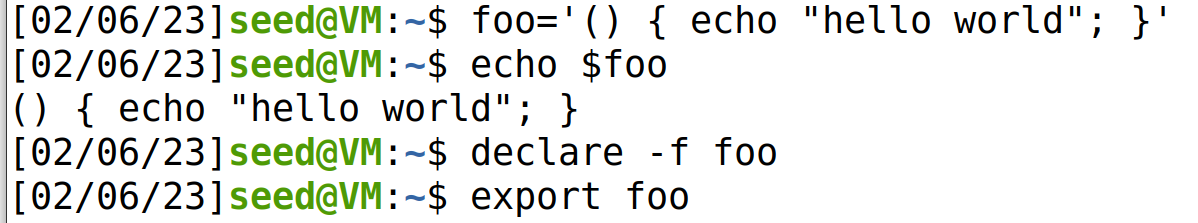 [02/06/23]seed@VM:~$ foo='() { echo "hello world"; }'
[02/06/23]seed@VM:~$ echo $foo
() { echo "hello world"; }
[02/06/23]seed@VM:~$ declare -f foo
[02/06/23]seed@VM:~$ export foo